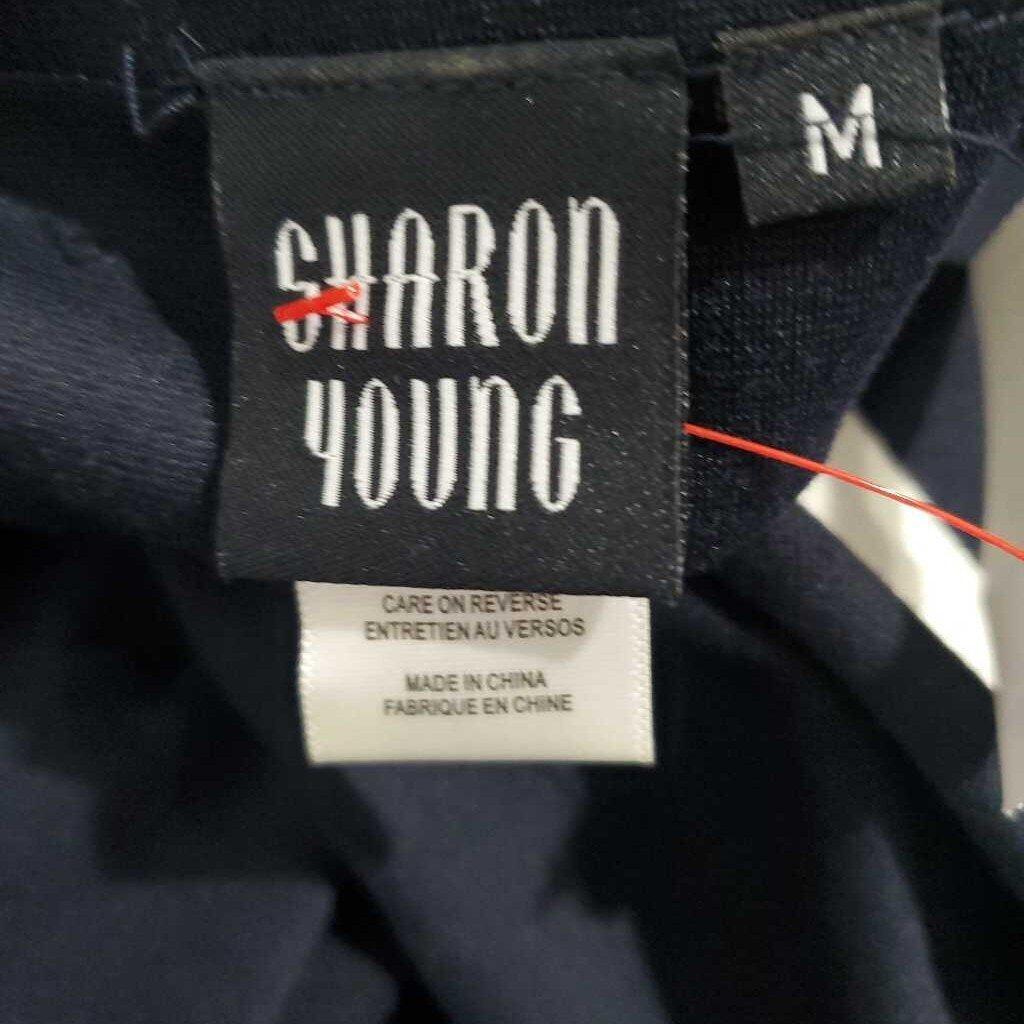 SHARON
YOUNG
M
CARE ON REVERSE
ENTRETIEN AU VERSOS
MADE IN CHINA
FABRIQUE EN CHINE